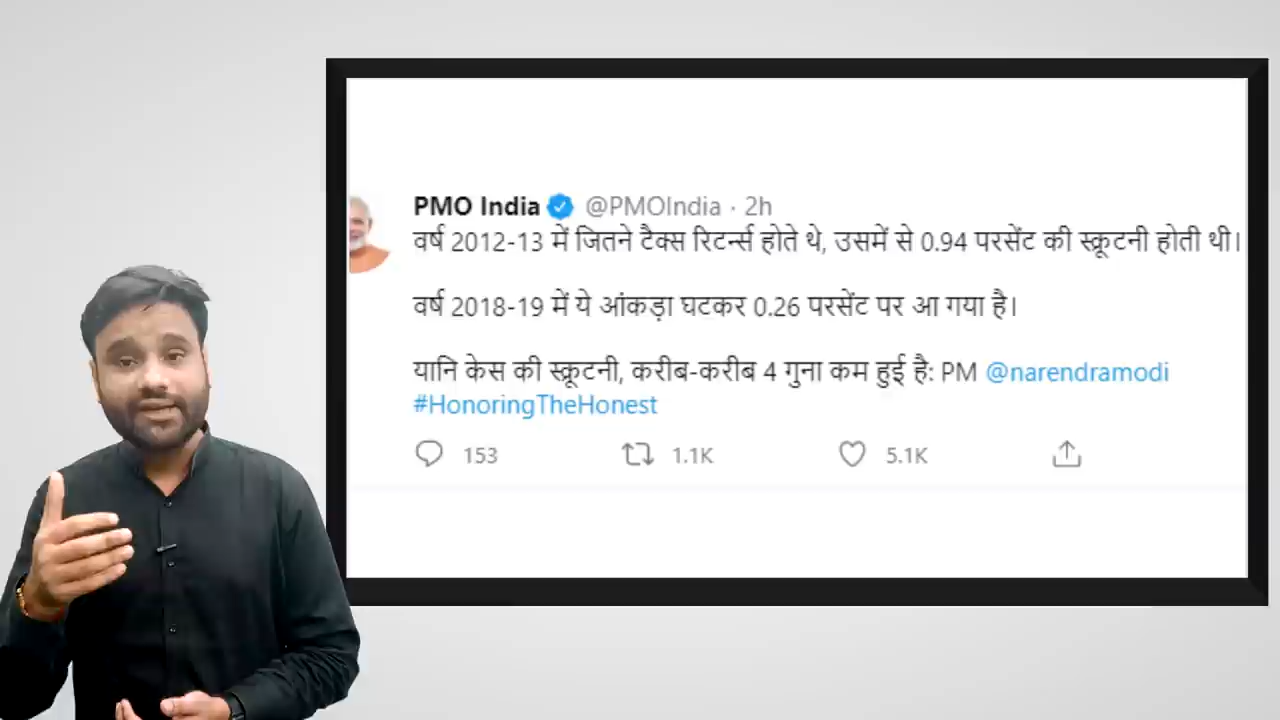 PMO India @PMOIndia · 2h
वर्ष 2012-13 में जितने टैक्स रिटर्न्स होते थे, उसमें से 0.94 परसेंट की स्क्रूटनी होती थी।
वर्ष 2018-19 में ये आंकड़ा घटकर 0.26 परसेंट पर आ गया है।
यानि केस की स्क्रूटनी, करीब-करीब 4 गुना कम हुई है: PM @narendramodi
#HonoringTheHonest
153 1.1K 5.1K